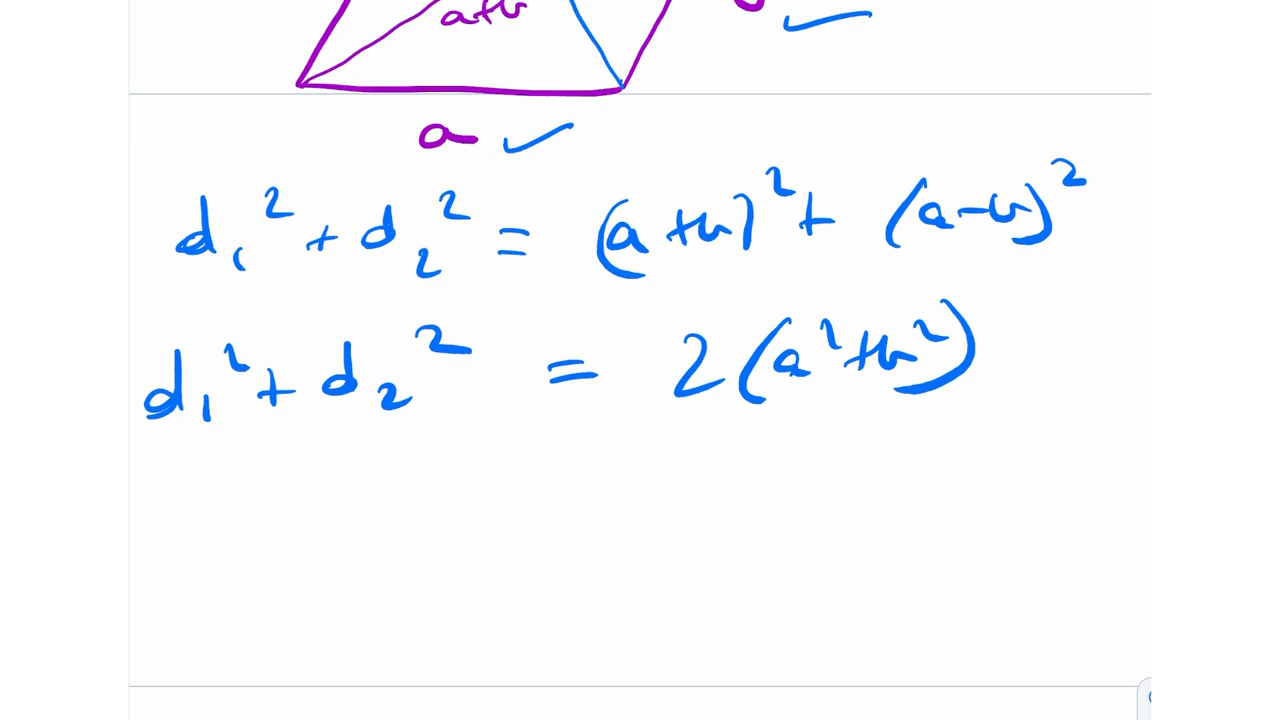 a+b
a
d₁² + d₂² = (a+b)² + (a-b)²
d₁² + d₂² = 2(a²+b²)